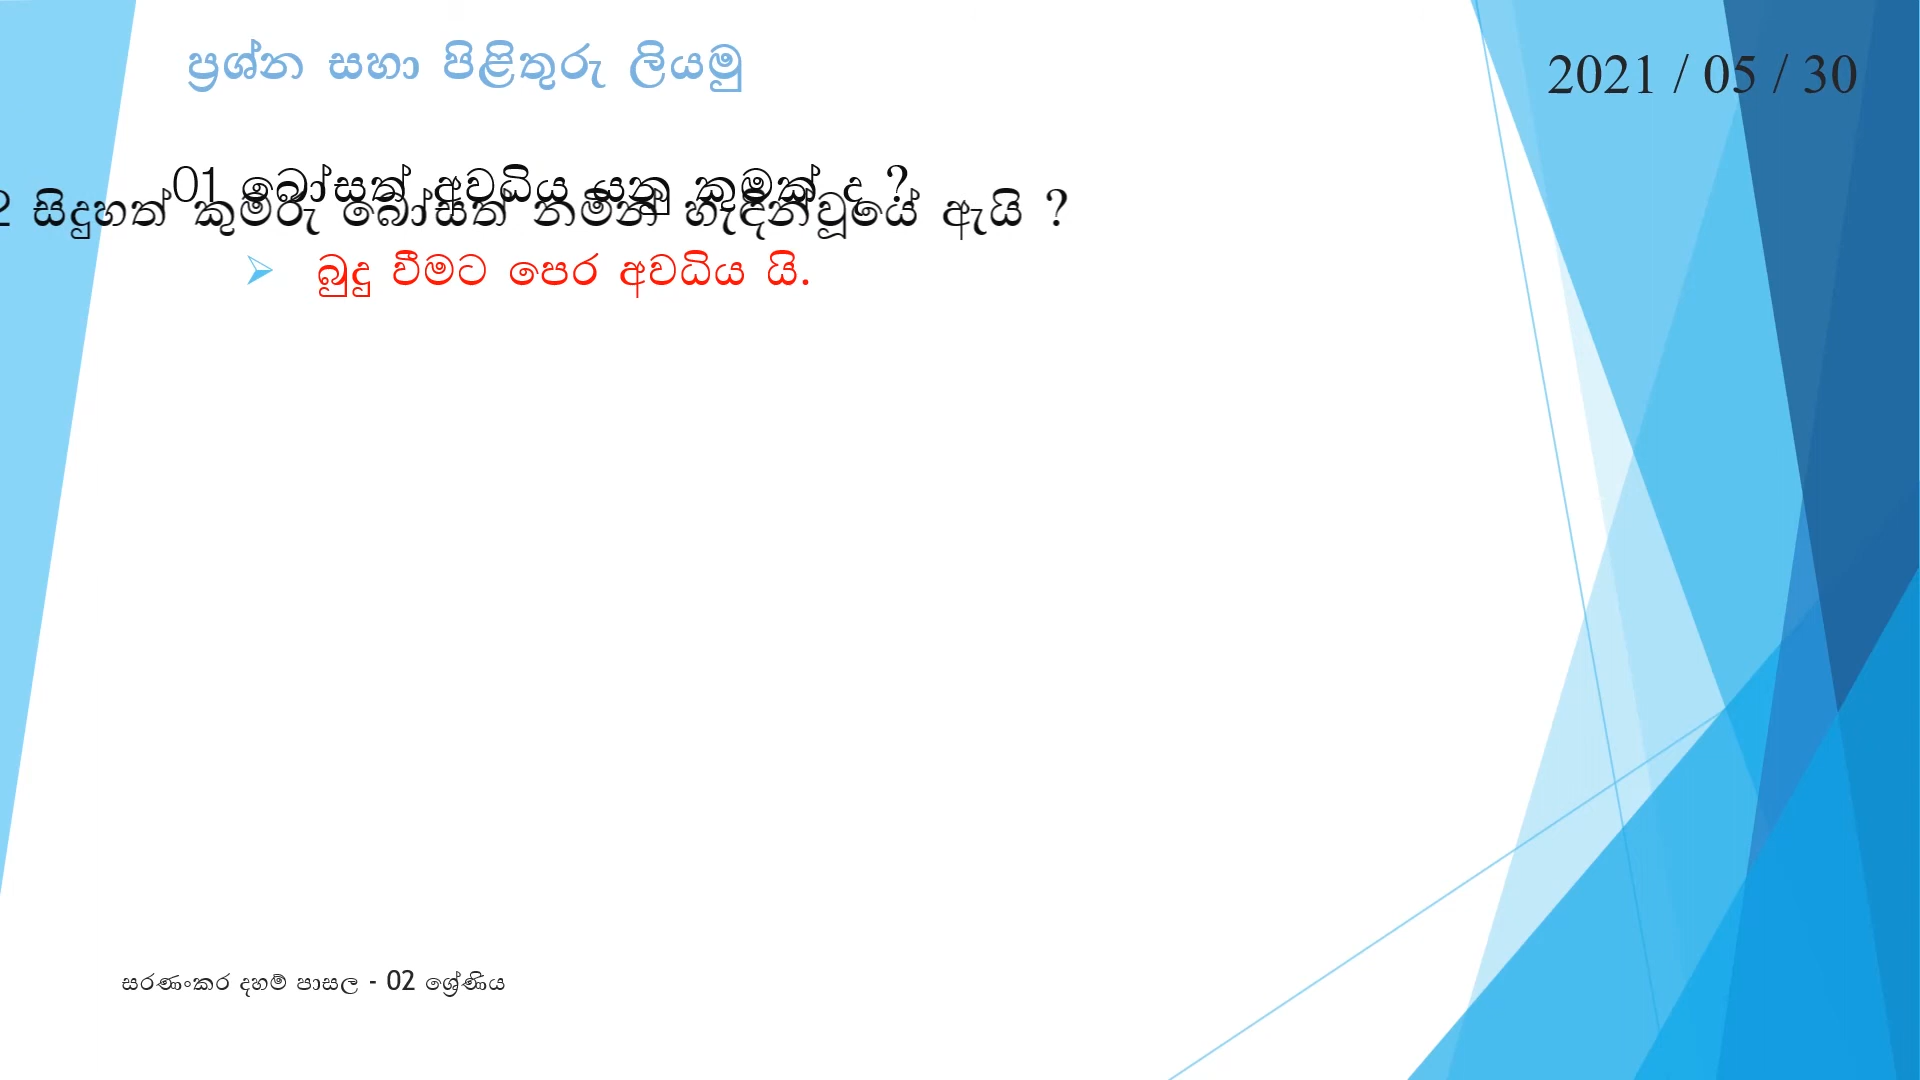 ප්‍රශ්න සහා පිළිතුරු ලියමු
2021 / 05 / 30
01 බෝසත් අවධිය යනු කුමක් ද ?
2 සිදුහත් කුමරු බෝසත් නමින් හැඳින්වූයේ ඇයි ?
බුදු වීමට පෙර අවධිය යි.
සරණංකර දහම් පාසල - 02 ශ්‍රේණිය